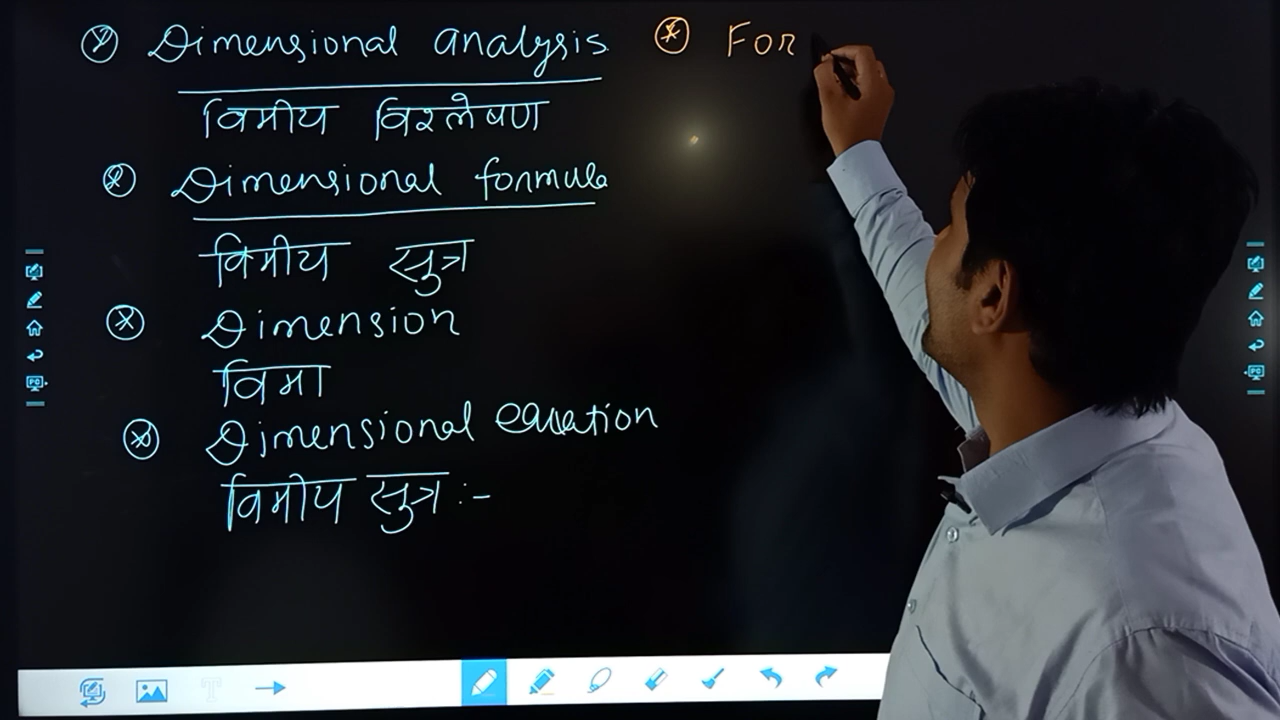 Dimensional analysis
विमीय विश्लेषण
Dimensional formula
विमीय सुत्र
Dimension
विमा
Dimensional equation
विमीय सुत्र :-
For